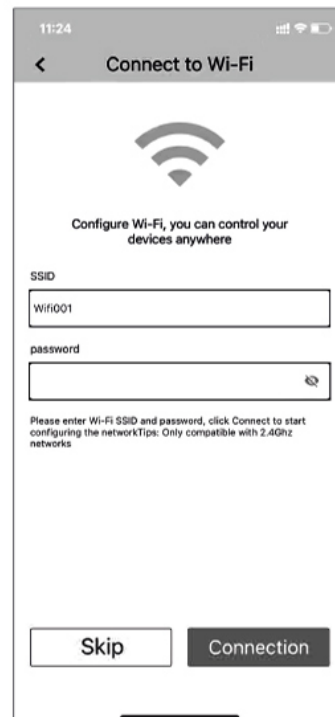 11:24
Connect to Wi-Fi
Configure Wi-Fi, you can control your
devices anywhere
SSID
Wifi001
password
Please enter Wi-Fi SSID and password, click Connect to start
configuring the networkTips: Only compatible with 2.4Ghz
networks
Skip
Connection